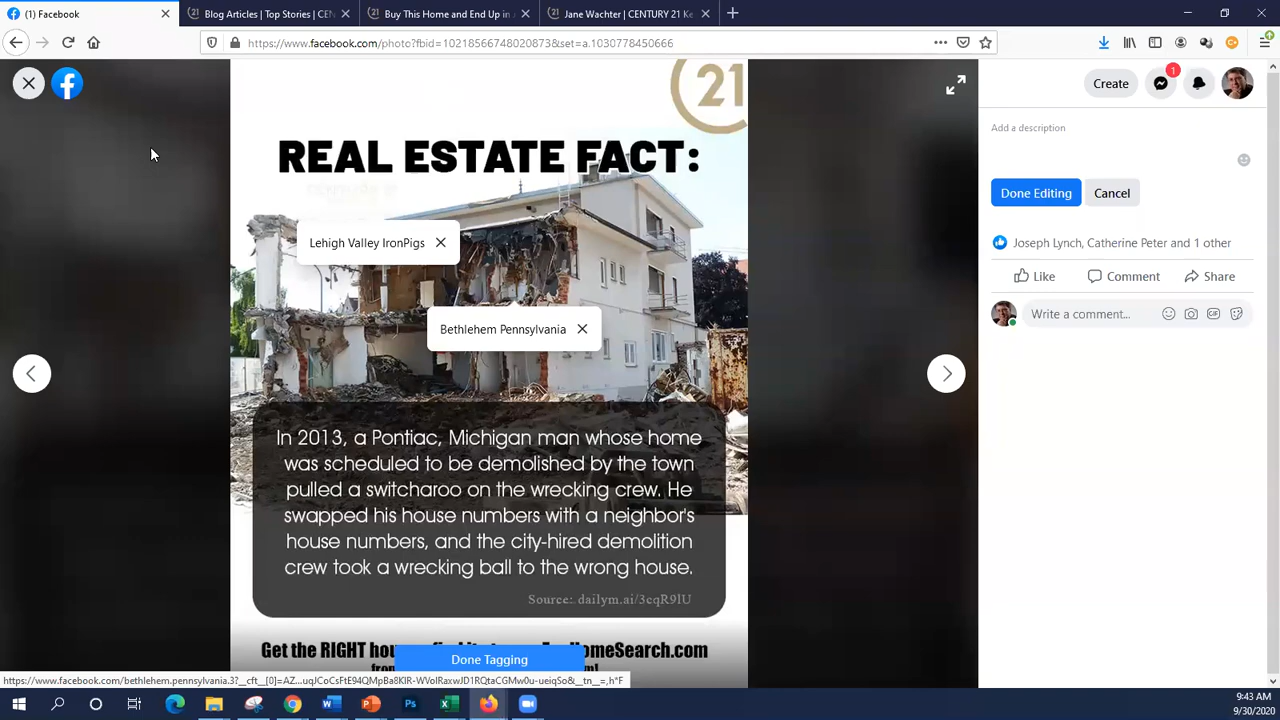 (1) Facebook
Blog Articles | Top Stories | CEN
Buy This Home and End Up in
Jane Wachter | CENTURY 21 Ke
https://www.facebook.com/photo?fbid=10218566748020873&set=a.1030778450666
21
Create
1
Add a description
REAL ESTATE FACT:
Done Editing
Cancel
Lehigh Valley IronPigs
Joseph Lynch, Catherine Peter and 1 other
Like
Comment
Share
Write a comment...
GIF
Bethlehem Pennsylvania
In 2013, a Pontiac, Michigan man whose home
was scheduled to be demolished by the town
pulled a switcharoo on the wrecking crew. He
swapped his house numbers with a neighbor's
house numbers, and the city-hired demolition
crew took a wrecking ball to the wrong house.
Source: dailym.ai/3cqR9lU
Get the RIGHT
HomeSearch.com
Done Tagging
9:43 AM
9/30/2020